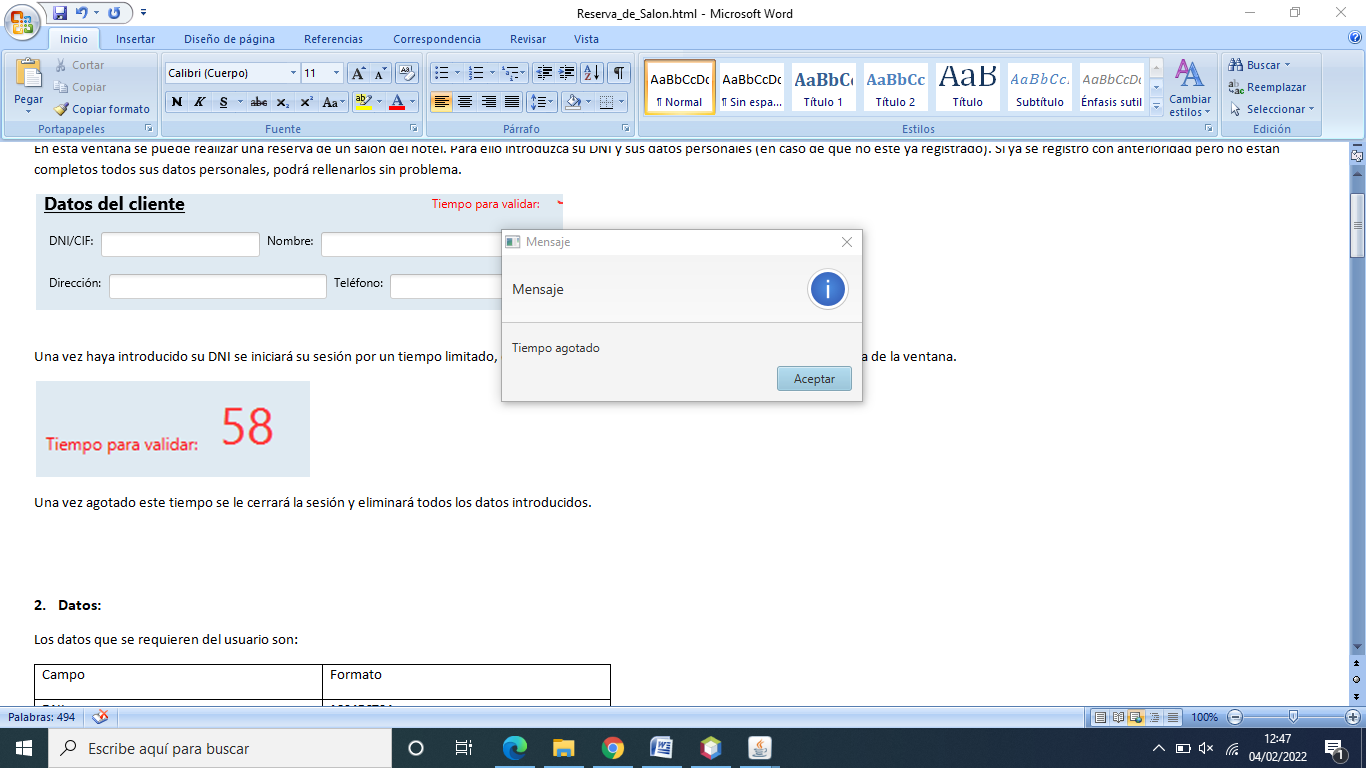 Reserva_de_Salon.html - Microsoft Word
Inicio Insertar Diseño de página Referencias Correspondencia Revisar Vista
Pegar
Cortar
Copiar
Copiar formato
Portapapeles
Calibri (Cuerpo) 11
N K S abc x₂ x² Aa ab A
Fuente
Párrafo
AaBbCcDc AaBbCcDc AaBbC AaBbCc AaB AaBbCc. AaBbCcDc
¶ Normal ¶ Sin espa... Título 1 Título 2 Título Subtítulo Énfasis sutil
Cambiar estilos
Estilos
Buscar
Reemplazar
Seleccionar
Edición
En esta ventana se puede realizar una reserva de un salón del hotel. Para ello introduzca su DNI y sus datos personales (en caso de que no esté ya registrado). Si ya se registró con anterioridad pero no están
completos todos sus datos personales, podrá rellenarlos sin problema.
Datos del cliente Tiempo para validar:
DNI/CIF: Nombre:
Dirección: Teléfono:
Mensaje
Mensaje
i
Tiempo agotado
Aceptar
Una vez haya introducido su DNI se iniciará su sesión por un tiempo limitado, a de la ventana.
Tiempo para validar: 58
Una vez agotado este tiempo se le cerrará la sesión y eliminará todos los datos introducidos.
2. Datos:
Los datos que se requieren del usuario son:
Campo Formato
Palabras: 494
100%
Escribe aquí para buscar
12:47
04/02/2022
1